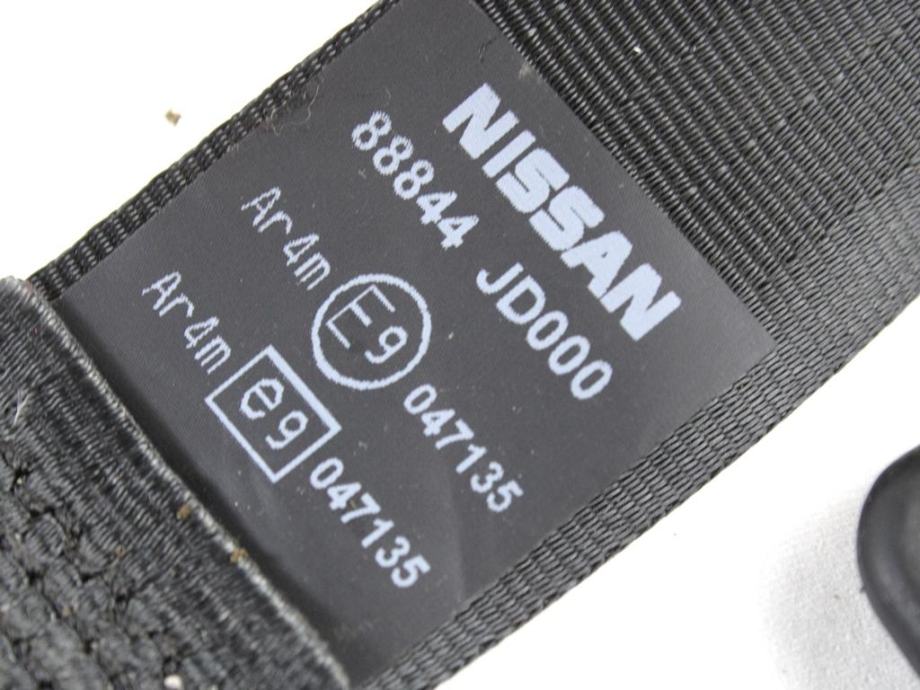 NISSAN
88844 JD000
Ar4m E9 047135
Ar4m e9 047135